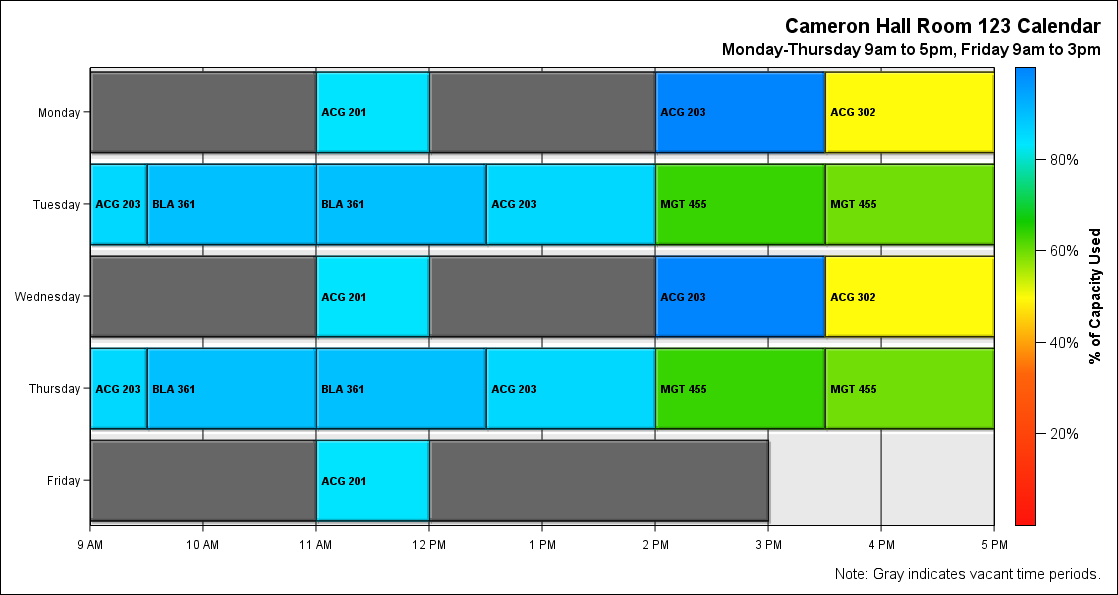 Cameron Hall Room 123 Calendar
Monday-Thursday 9am to 5pm, Friday 9am to 3pm
Monday ACG 201 ACG 203 ACG 302
Tuesday ACG 203 BLA 361 BLA 361 ACG 203 MGT 455 MGT 455
Wednesday ACG 201 ACG 203 ACG 302
Thursday ACG 203 BLA 361 BLA 361 ACG 203 MGT 455 MGT 455
Friday ACG 201
9 AM 10 AM 11 AM 12 PM 1 PM 2 PM 3 PM 4 PM 5 PM
80%
60%
40%
20%
% of Capacity Used
Note: Gray indicates vacant time periods.